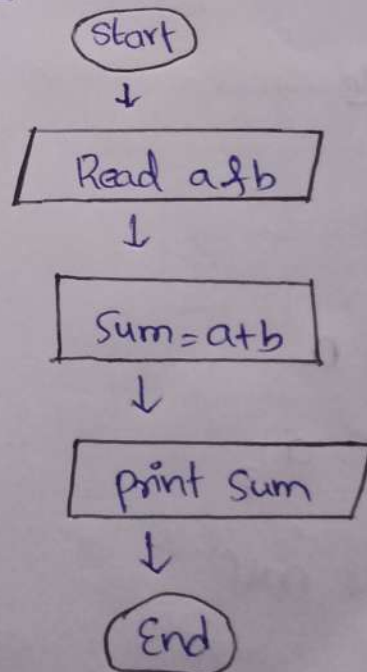 Start
Read a & b
Sum = a+b
print Sum
End